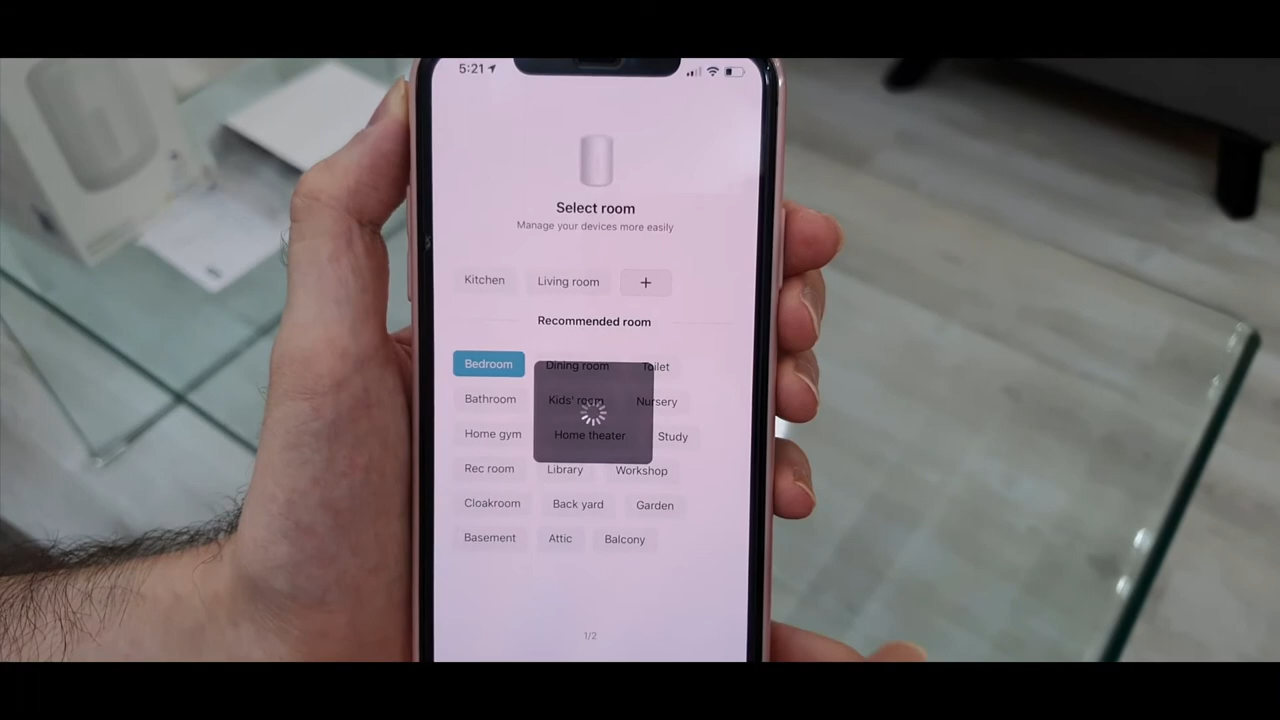 5:21
Select room
Manage your devices more easily
Kitchen Living room +
Recommended room
Bedroom Dining room Toilet
Bathroom Kids' room Nursery
Home gym Home theater Study
Rec room Library Workshop
Cloakroom Back yard Garden
Basement Attic Balcony
1/2